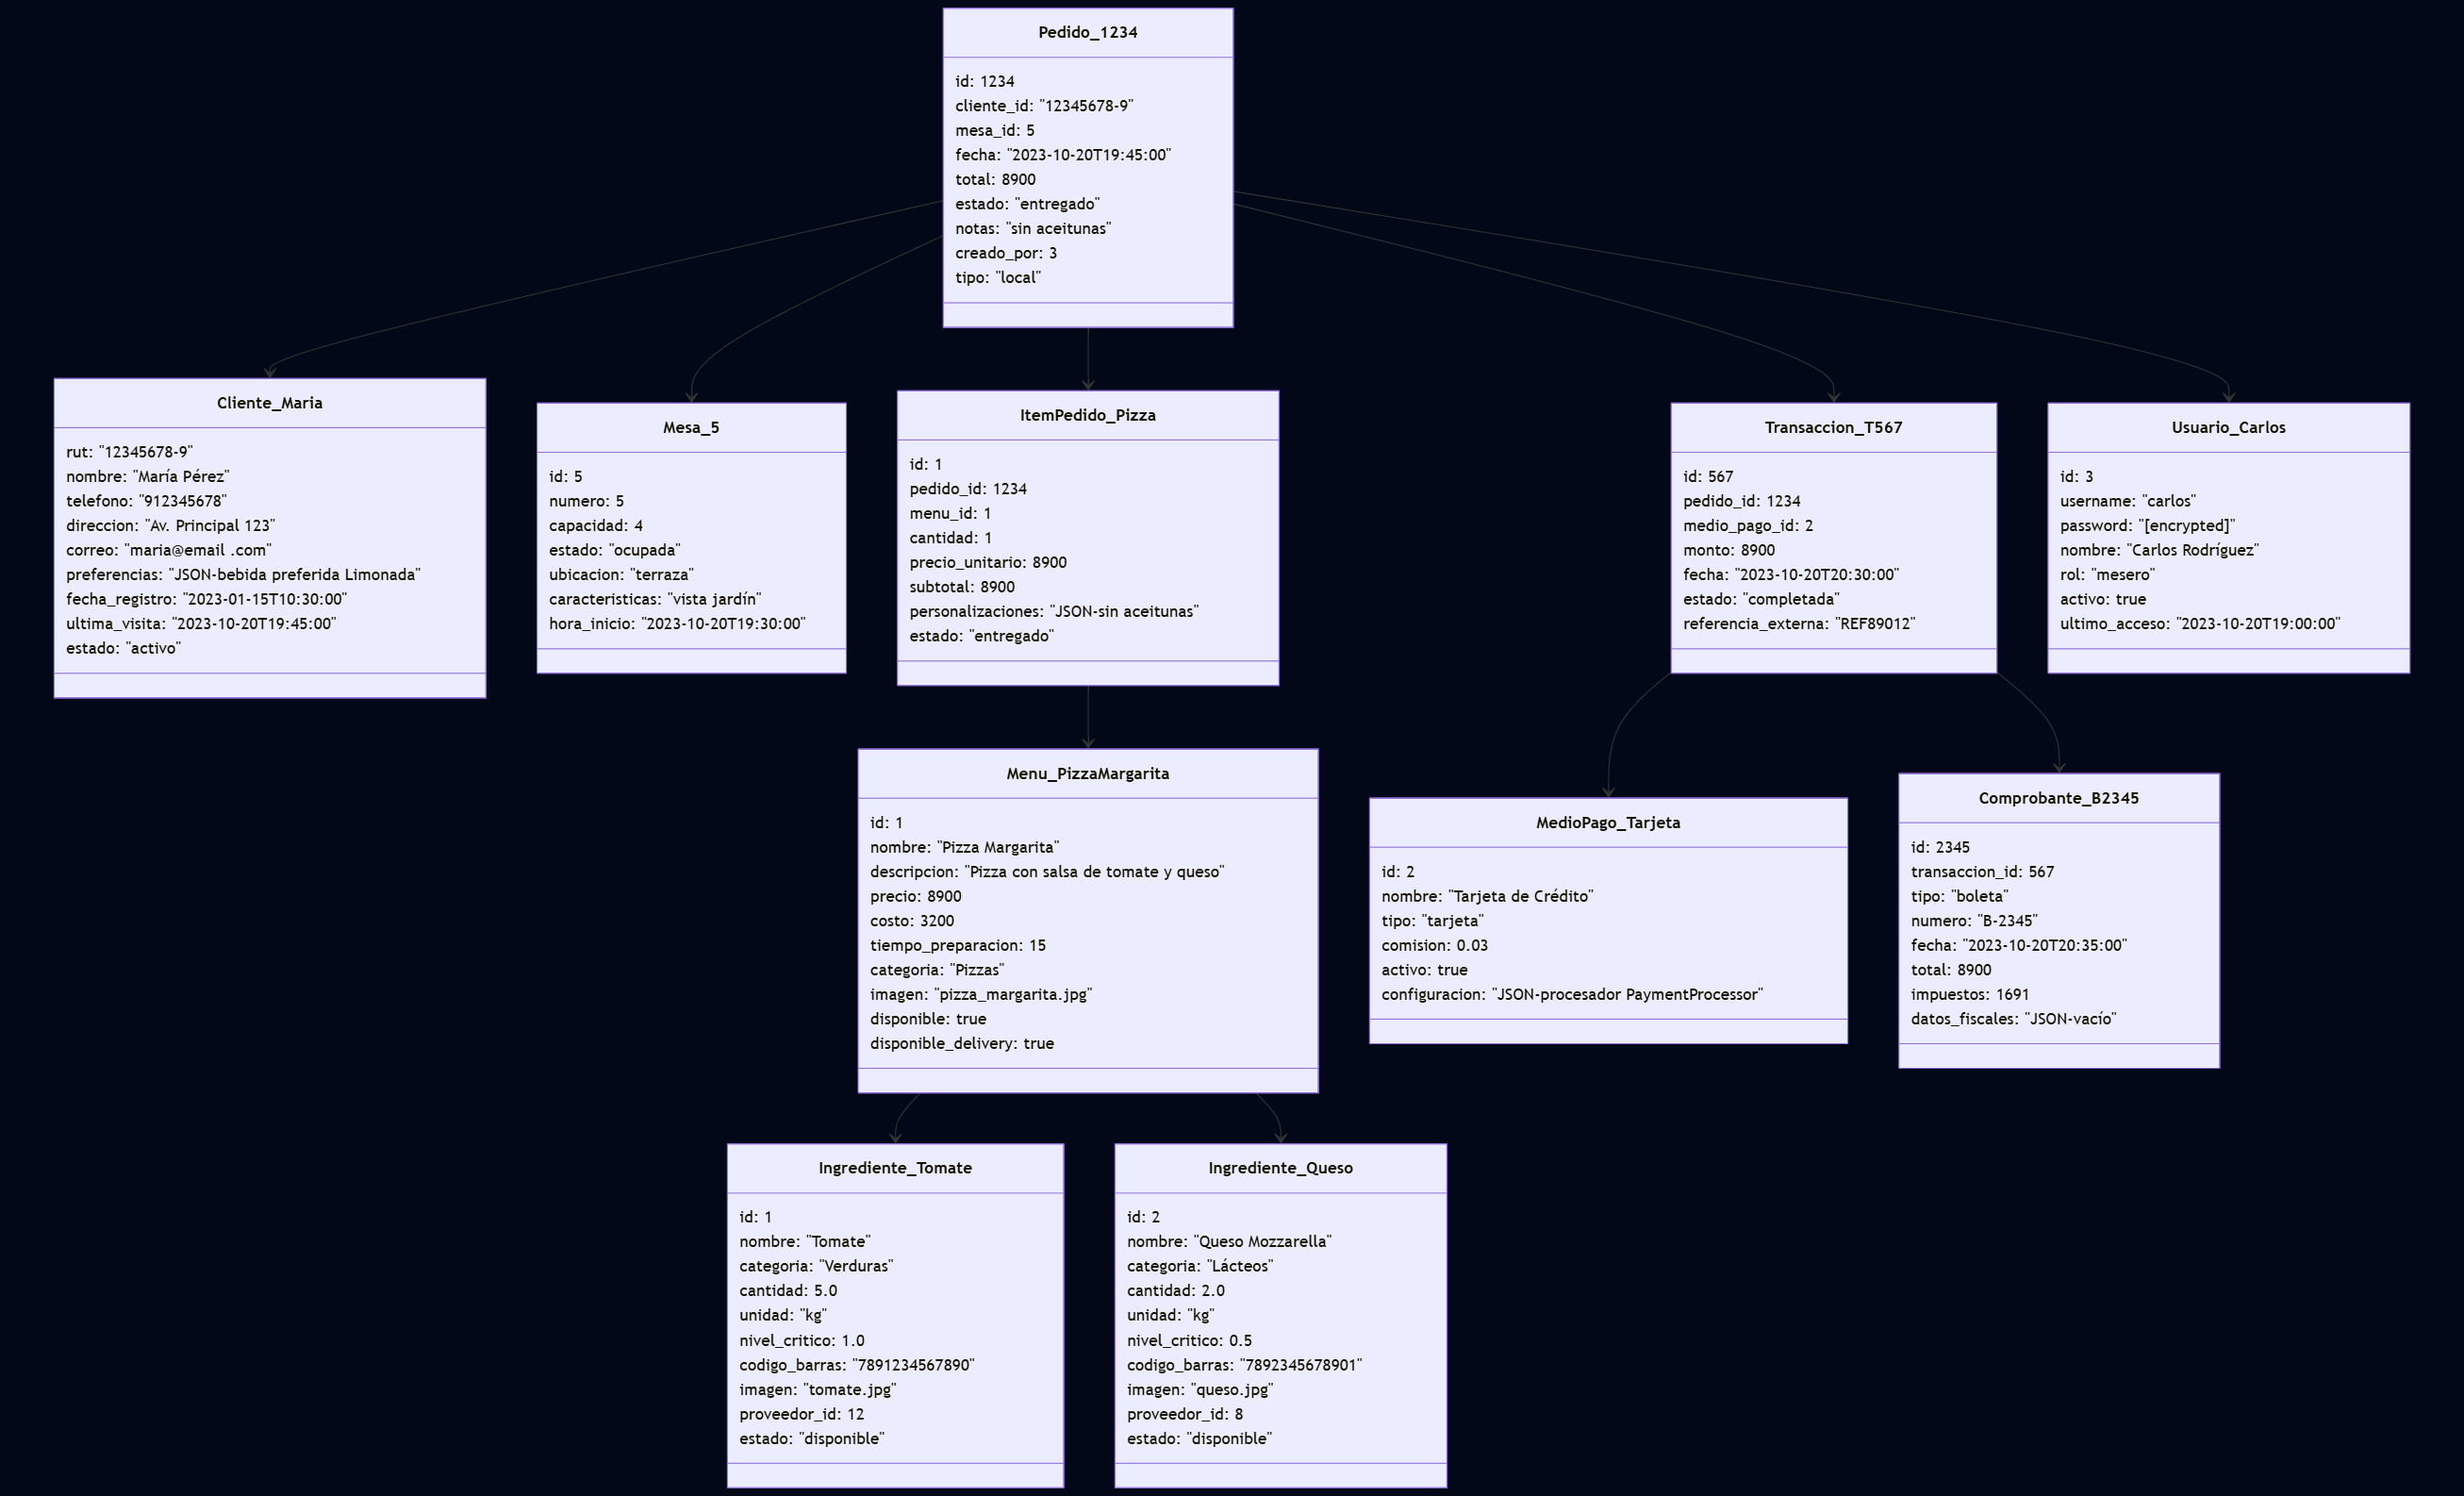 Pedido_1234
id: 1234
cliente_id: "12345678-9"
mesa_id: 5
fecha: "2023-10-20T19:45:00"
total: 8900
estado: "entregado"
notas: "sin aceitunas"
creado_por: 3
tipo: "local"
Cliente_Maria
rut: "12345678-9"
nombre: "María Pérez"
telefono: "912345678"
direccion: "Av. Principal 123"
correo: "maria@email .com"
preferencias: "JSON-bebida preferida Limonada"
fecha_registro: "2023-01-15T10:30:00"
ultima_visita: "2023-10-20T19:45:00"
estado: "activo"
Mesa_5
id: 5
numero: 5
capacidad: 4
estado: "ocupada"
ubicacion: "terraza"
caracteristicas: "vista jardín"
hora_inicio: "2023-10-20T19:30:00"
ItemPedido_Pizza
id: 1
pedido_id: 1234
menu_id: 1
cantidad: 1
precio_unitario: 8900
subtotal: 8900
personalizaciones: "JSON-sin aceitunas"
estado: "entregado"
Transaccion_T567
id: 567
pedido_id: 1234
medio_pago_id: 2
monto: 8900
fecha: "2023-10-20T20:30:00"
estado: "completada"
referencia_externa: "REF89012"
Usuario_Carlos
id: 3
username: "carlos"
password: "[encrypted]"
nombre: "Carlos Rodríguez"
rol: "mesero"
activo: true
ultimo_acceso: "2023-10-20T19:00:00"
Menu_PizzaMargarita
id: 1
nombre: "Pizza Margarita"
descripcion: "Pizza con salsa de tomate y queso"
precio: 8900
costo: 3200
tiempo_preparacion: 15
categoria: "Pizzas"
imagen: "pizza_margarita.jpg"
disponible: true
disponible_delivery: true
MedioPago_Tarjeta
id: 2
nombre: "Tarjeta de Crédito"
tipo: "tarjeta"
comision: 0.03
activo: true
configuracion: "JSON-procesador PaymentProcessor"
Comprobante_B2345
id: 2345
transaccion_id: 567
tipo: "boleta"
numero: "B-2345"
fecha: "2023-10-20T20:35:00"
total: 8900
impuestos: 1691
datos_fiscales: "JSON-vacío"
Ingrediente_Tomate
id: 1
nombre: "Tomate"
categoria: "Verduras"
cantidad: 5.0
unidad: "kg"
nivel_critico: 1.0
codigo_barras: "7891234567890"
imagen: "tomate.jpg"
proveedor_id: 12
estado: "disponible"
Ingrediente_Queso
id: 2
nombre: "Queso Mozzarella"
categoria: "Lácteos"
cantidad: 2.0
unidad: "kg"
nivel_critico: 0.5
codigo_barras: "7892345678901"
imagen: "queso.jpg"
proveedor_id: 8
estado: "disponible"